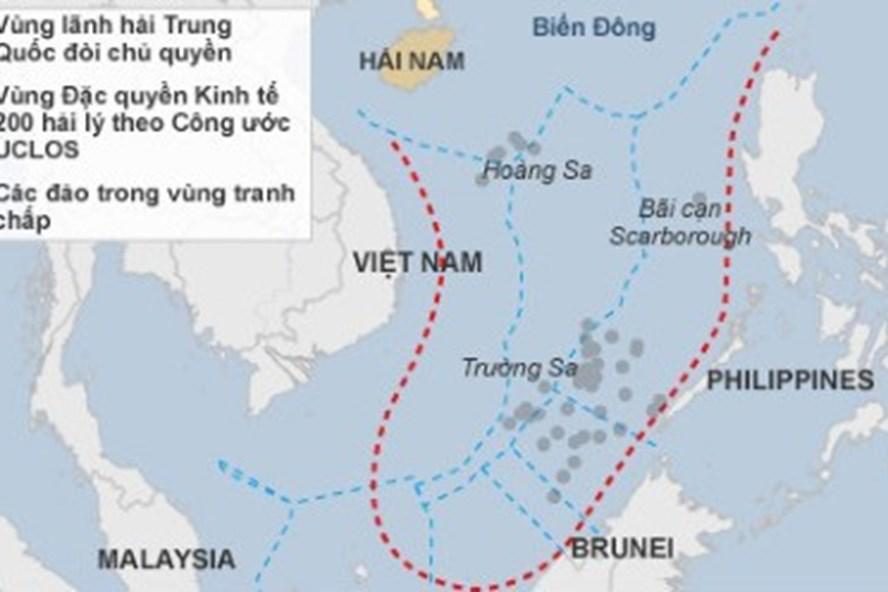 Vùng lãnh hải Trung
Quốc đòi chủ quyền
Vùng Đặc quyền Kinh tế
200 hải lý theo Công ước
UCLOS
Các đảo trong vùng tranh
chấp
Biển Đông
HẢI NAM
Hoàng Sa
Bãi cạn
Scarborough
VIỆT NAM
Trường Sa
PHILIPPINES
BRUNEI
MALAYSIA